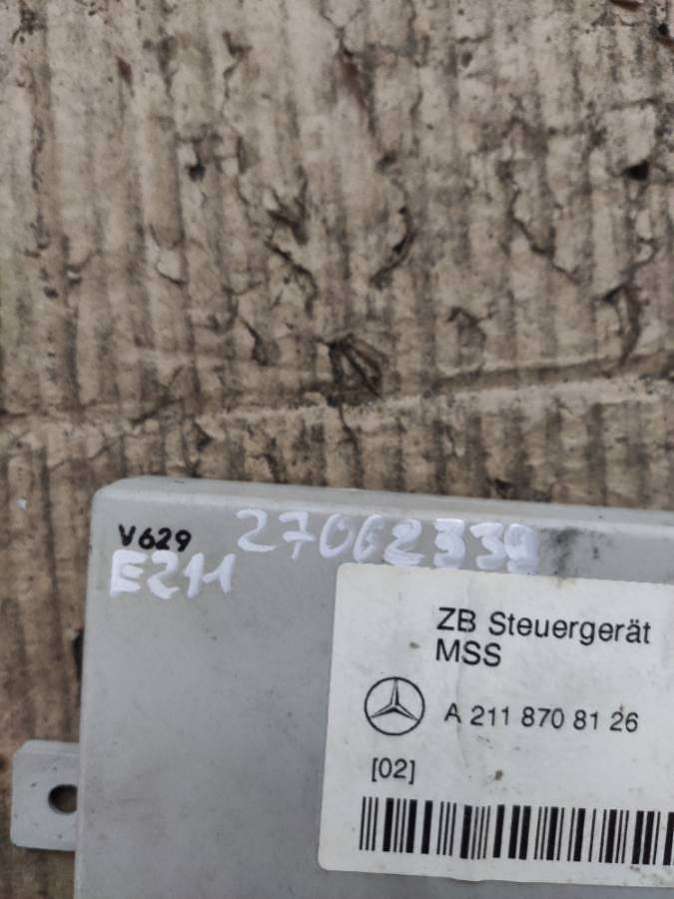 V629 27062339
E211
ZB Steuergerät
MSS
A 211 870 81 26
[02]